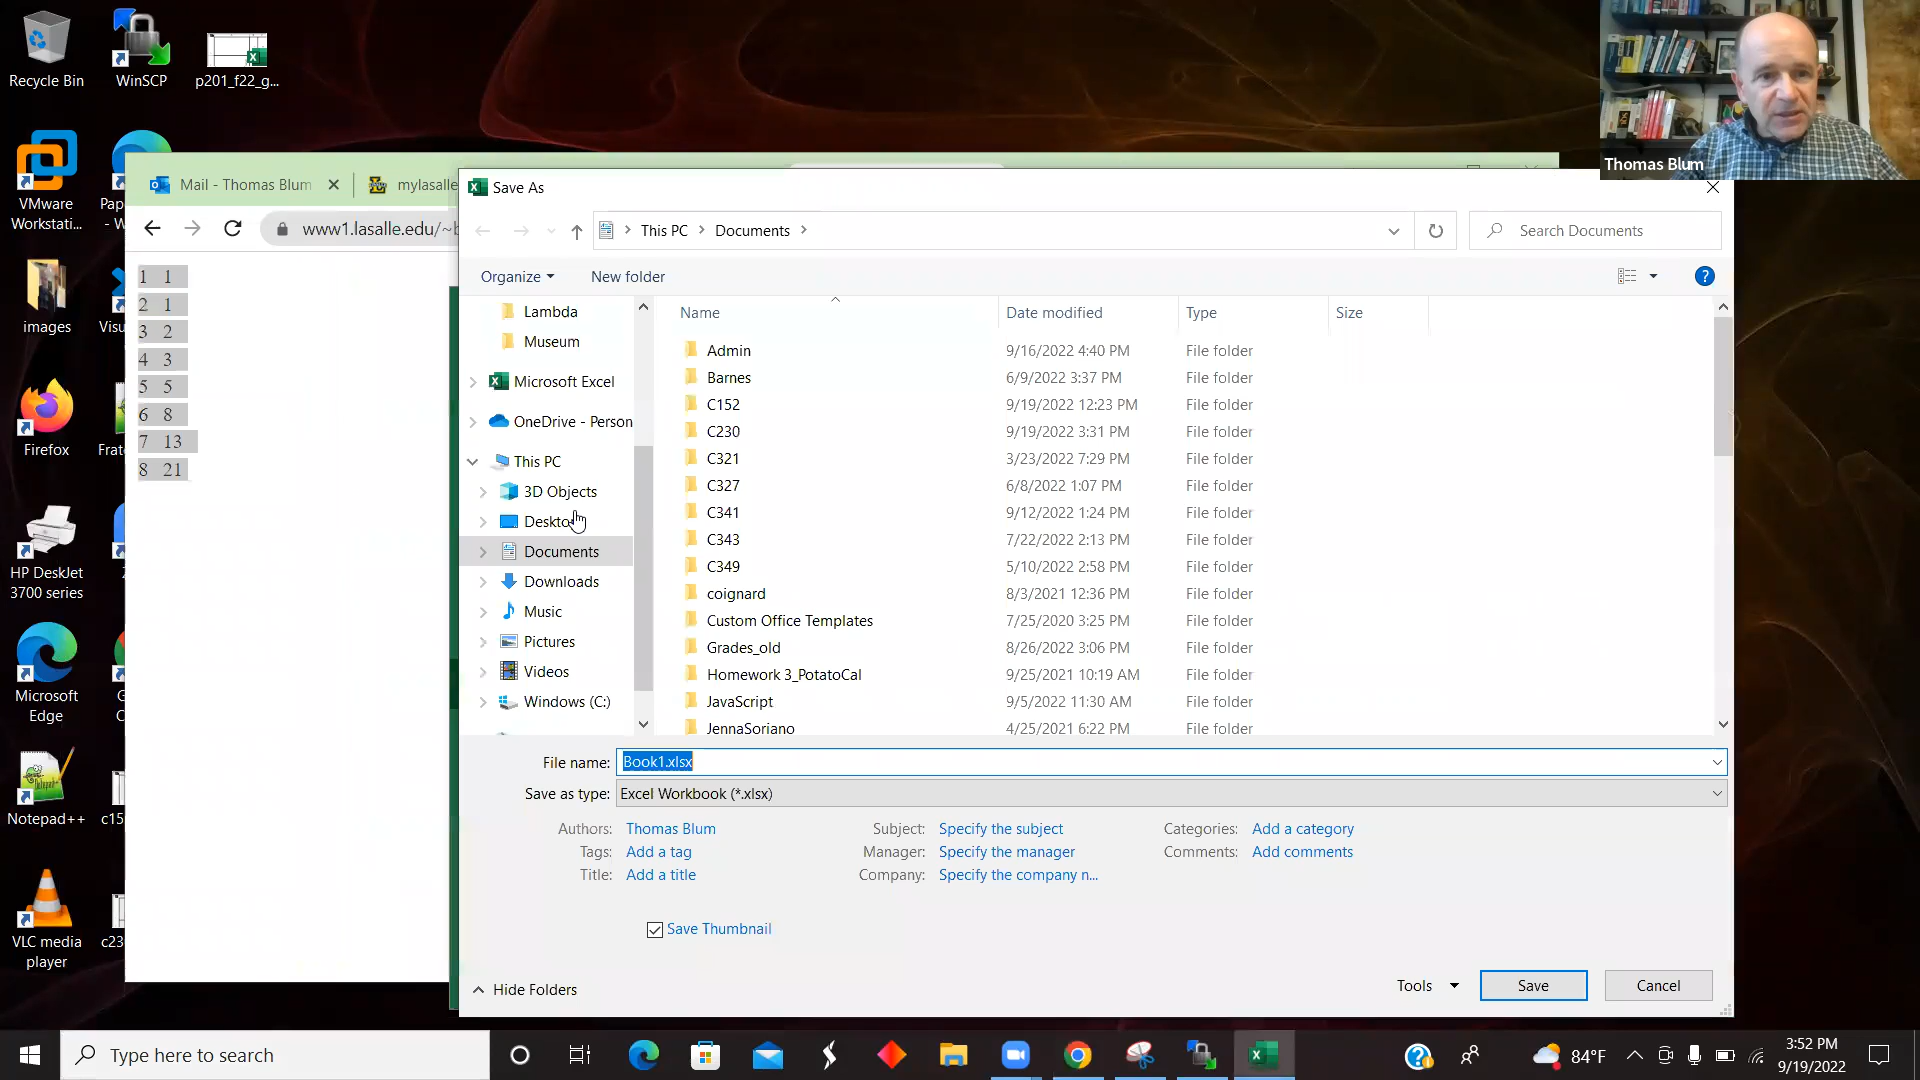 Recycle Bin
WinSCP
p201_f22_g...
Thomas Blum
VMware
Workstati...
Pap
- W
Mail - Thomas Blum
mylasalle
Save As
www1.lasalle.edu/~b
This PC
Documents
Search Documents
1 1
2 1
3 2
4 3
5 5
6 8
7 13
8 21
Organize
New folder
?
images
Visu
Firefox
Frat
HP DeskJet
3700 series
Microsoft
Edge
G
C
Notepad++
c15
VLC media
player
c23
Lambda
Museum
Microsoft Excel
OneDrive - Person
This PC
3D Objects
Deskto
Documents
Downloads
Music
Pictures
Videos
Windows (C:)
Name Date modified Type Size
Admin 9/16/2022 4:40 PM File folder
Barnes 6/9/2022 3:37 PM File folder
C152 9/19/2022 12:23 PM File folder
C230 9/19/2022 3:31 PM File folder
C321 3/23/2022 7:29 PM File folder
C327 6/8/2022 1:07 PM File folder
C341 9/12/2022 1:24 PM File folder
C343 7/22/2022 2:13 PM File folder
C349 5/10/2022 2:58 PM File folder
coignard 8/3/2021 12:36 PM File folder
Custom Office Templates 7/25/2020 3:25 PM File folder
Grades_old 8/26/2022 3:06 PM File folder
Homework 3_PotatoCal 9/25/2021 10:19 AM File folder
JavaScript 9/5/2022 11:30 AM File folder
JennaSoriano 4/25/2021 6:22 PM File folder
File name: Book1.xlsx
Save as type: Excel Workbook (*.xlsx)
Authors: Thomas Blum Subject: Specify the subject Categories: Add a category
Tags: Add a tag Manager: Specify the manager Comments: Add comments
Title: Add a title Company: Specify the company n...
Save Thumbnail
Hide Folders
Tools Save Cancel
Type here to search
84°F
3:52 PM
9/19/2022